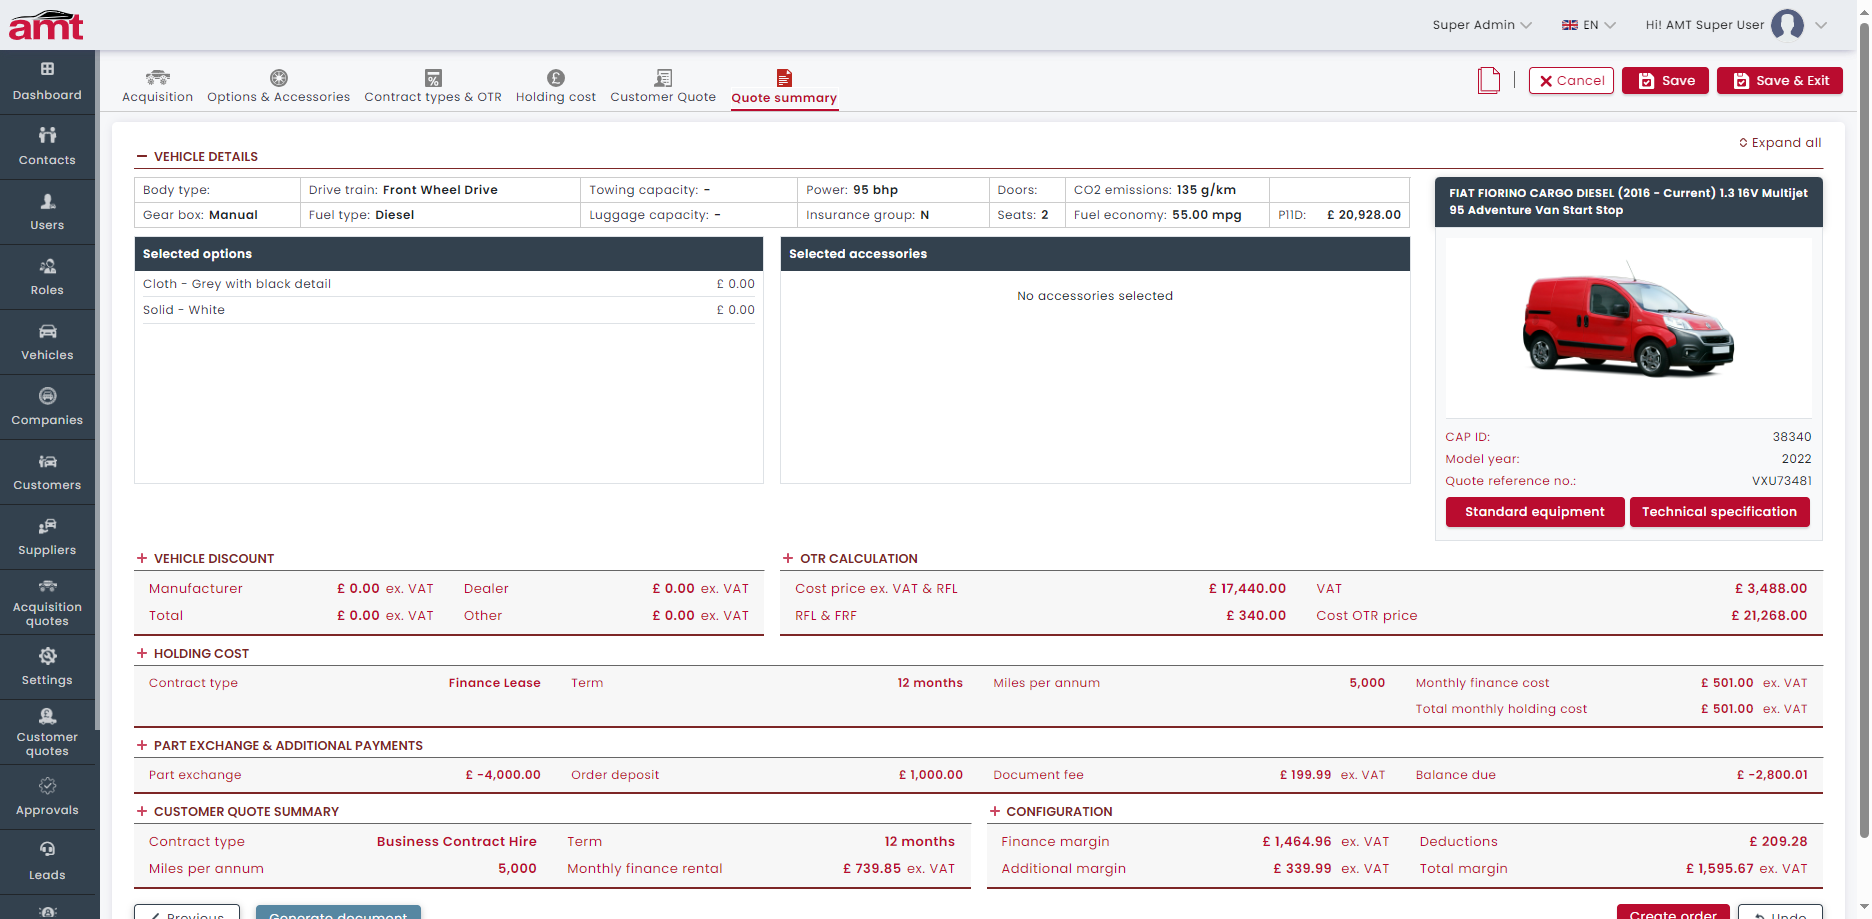 amt
Super Admin
EN
Hi! AMT Super User
Dashboard
Contacts
Users
Roles
Vehicles
Companies
Customers
Suppliers
Acquisition
quotes
Settings
Customer
quotes
Approvals
Leads
Acquisition
Options & Accessories
Contract types & OTR
Holding cost
Customer Quote
Quote summary
Cancel
Save
Save & Exit
Expand all
VEHICLE DETAILS
Body type:
Drive train: Front Wheel Drive
Towing capacity: -
Power: 95 bhp
Doors:
CO2 emissions: 135 g/km
Gear box: Manual
Fuel type: Diesel
Luggage capacity: -
Insurance group: N
Seats: 2
Fuel economy: 55.00 mpg
P11D: £ 20,928.00
Selected options
Cloth - Grey with black detail £ 0.00
Solid - White £ 0.00
Selected accessories
No accessories selected
FIAT FIORINO CARGO DIESEL (2016 - Current) 1.3 16V Multijet
95 Adventure Van Start Stop
CAP ID: 38340
Model year: 2022
Quote reference no.: VXU73481
Standard equipment
Technical specification
VEHICLE DISCOUNT
Manufacturer £ 0.00 ex. VAT Dealer £ 0.00 ex. VAT
Total £ 0.00 ex. VAT Other £ 0.00 ex. VAT
OTR CALCULATION
Cost price ex. VAT & RFL £ 17,440.00 VAT £ 3,488.00
RFL & FRF £ 340.00 Cost OTR price £ 21,268.00
HOLDING COST
Contract type Finance Lease Term 12 months Miles per annum 5,000 Monthly finance cost £ 501.00 ex. VAT
Total monthly holding cost £ 501.00 ex. VAT
PART EXCHANGE & ADDITIONAL PAYMENTS
Part exchange £ -4,000.00 Order deposit £ 1,000.00 Document fee £ 199.99 ex. VAT Balance due £ -2,800.01
CUSTOMER QUOTE SUMMARY
Contract type Business Contract Hire Term 12 months
Miles per annum 5,000 Monthly finance rental £ 739.85 ex. VAT
CONFIGURATION
Finance margin £ 1,464.96 ex. VAT Deductions £ 209.28
Additional margin £ 339.99 ex. VAT Total margin £ 1,595.67 ex. VAT
Previous
Generate document
Create order
Undo